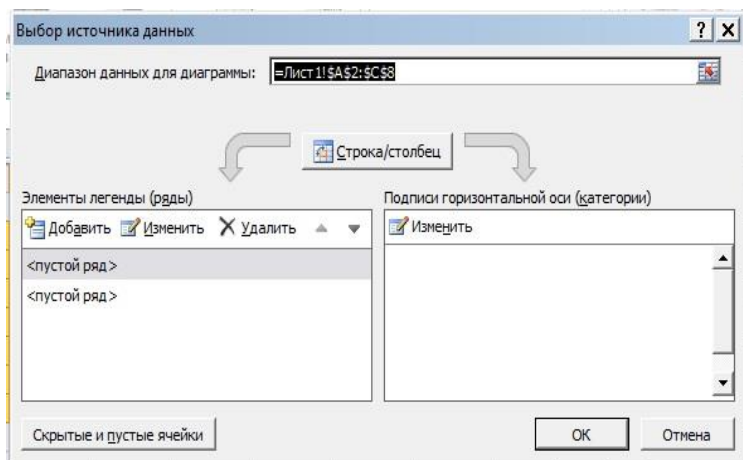 Выбор источника данных
Диапазон данных для диаграммы: =Лист1!$A$2:$C$8
Строка/столбец
Элементы легенды (ряды)
Добавить Изменить Удалить
<пустой ряд>
<пустой ряд>
Подписи горизонтальной оси (категории)
Изменить
Скрытые и пустые ячейки
ОК Отмена